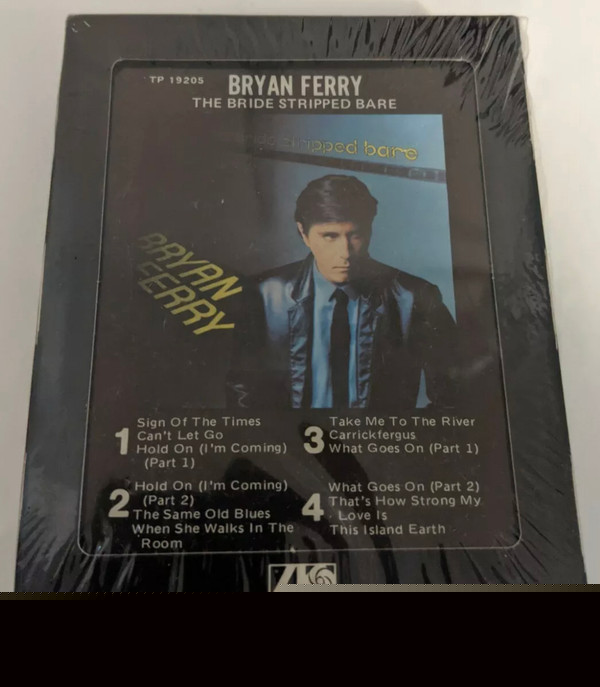 TP 19205
BRYAN FERRY
THE BRIDE STRIPPED BARE
stripped bare
BRYAN
FERRY
1
Sign Of The Times
Can't Let Go
Hold On (I'm Coming)
(Part 1)
2
Hold On (I'm Coming)
(Part 2)
The Same Old Blues
When She Walks In The
Room
3
Take Me To The River
Carrickfergus
What Goes On (Part 1)
4
What Goes On (Part 2)
That's How Strong My
Love Is
This Island Earth